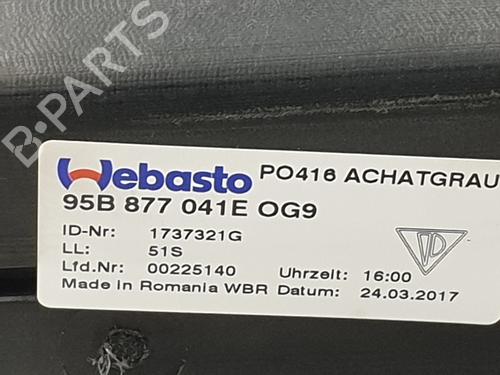 B-PARTS
Webasto PO416 ACHATGRAU
95B 877 041E OG9
ID-Nr: 1737321G
LL: 51S
Lfd.Nr: 00225140 Uhrzeit: 16:00
Made in Romania WBR Datum: 24.03.2017